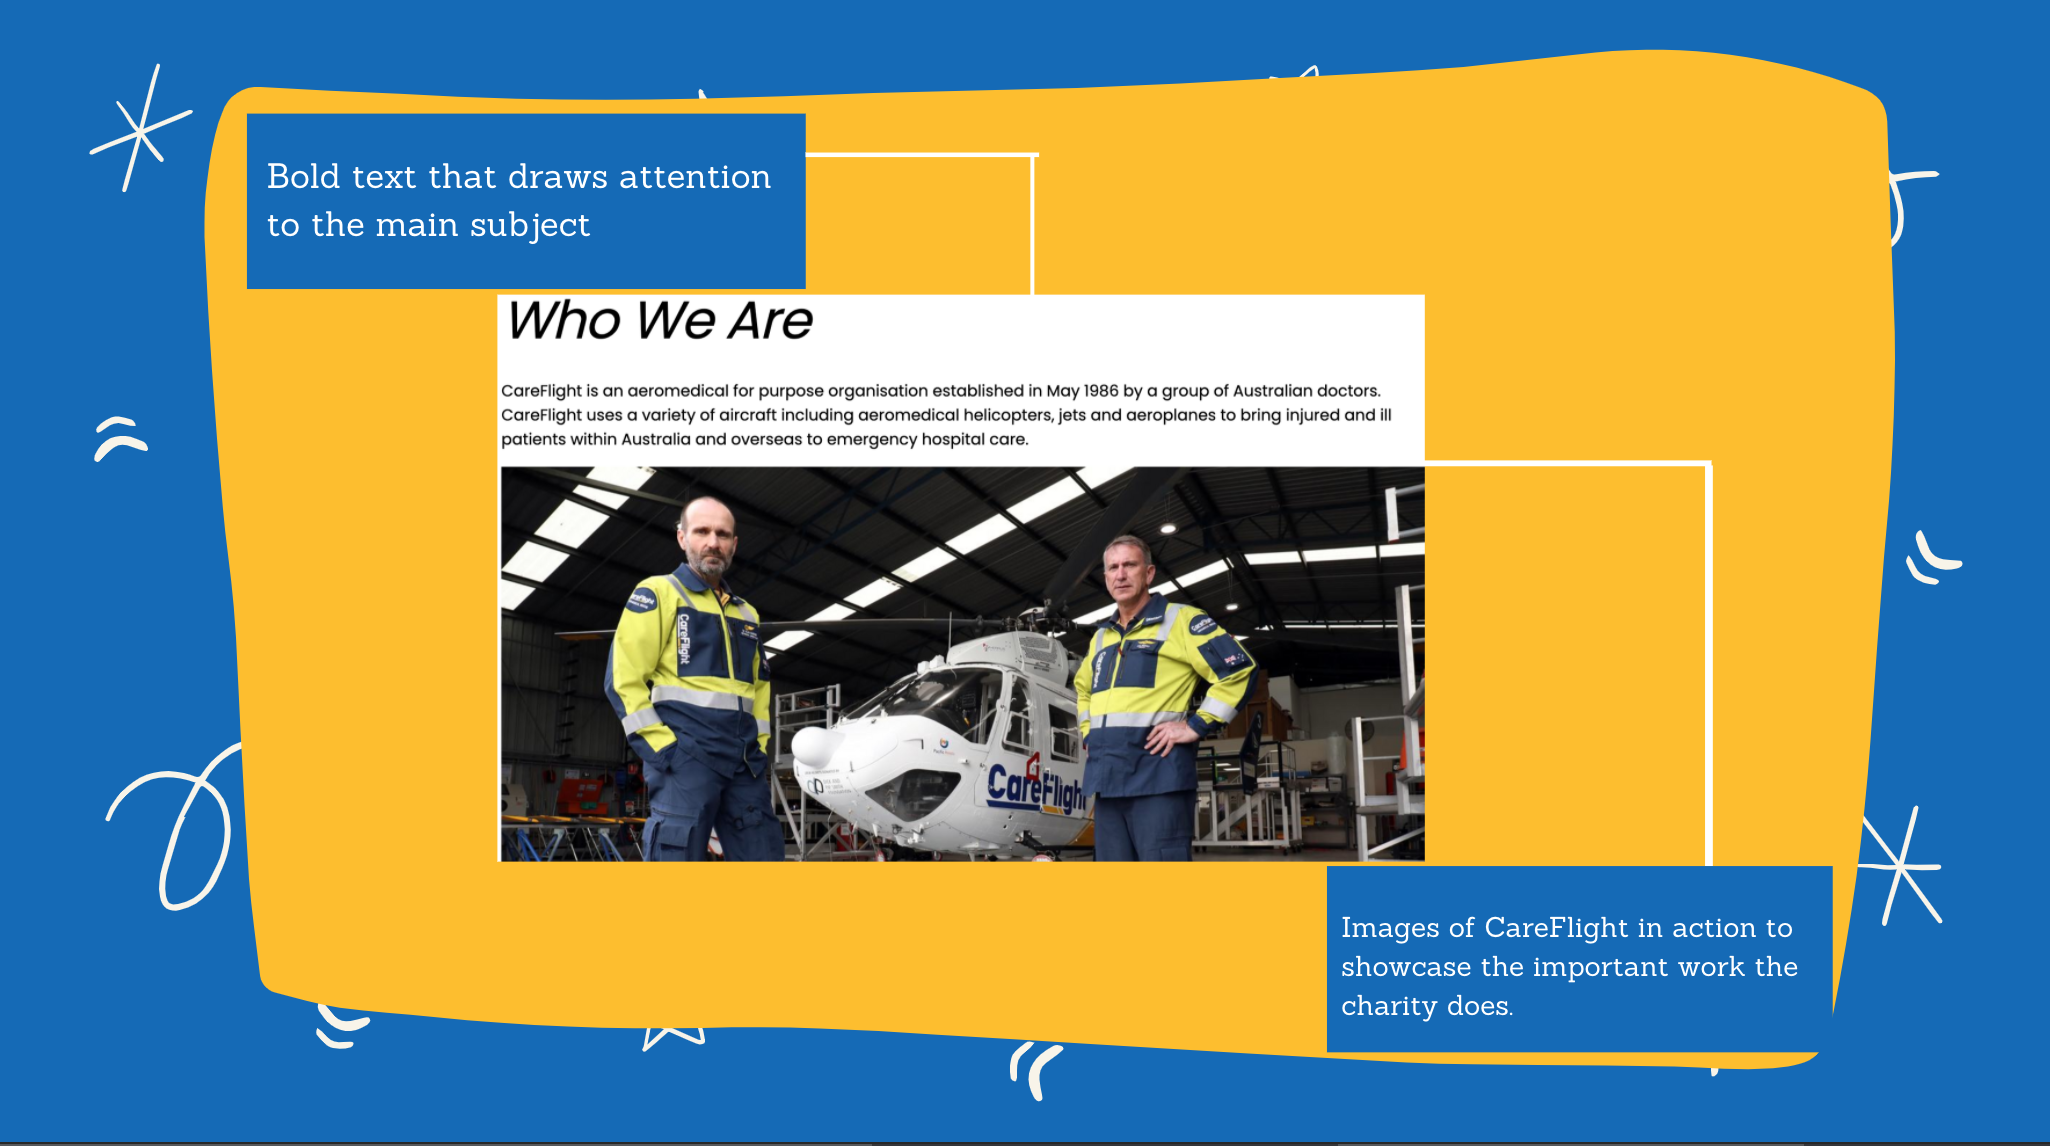 Bold text that draws attention
to the main subject
Who We Are
CareFlight is an aeromedical for purpose organisation established in May 1986 by a group of Australian doctors.
CareFlight uses a variety of aircraft including aeromedical helicopters, jets and aeroplanes to bring injured and ill
patients within Australia and overseas to emergency hospital care.
CareFlight
CareFlight
CareFlight
Images of CareFlight in action to
showcase the important work the
charity does.